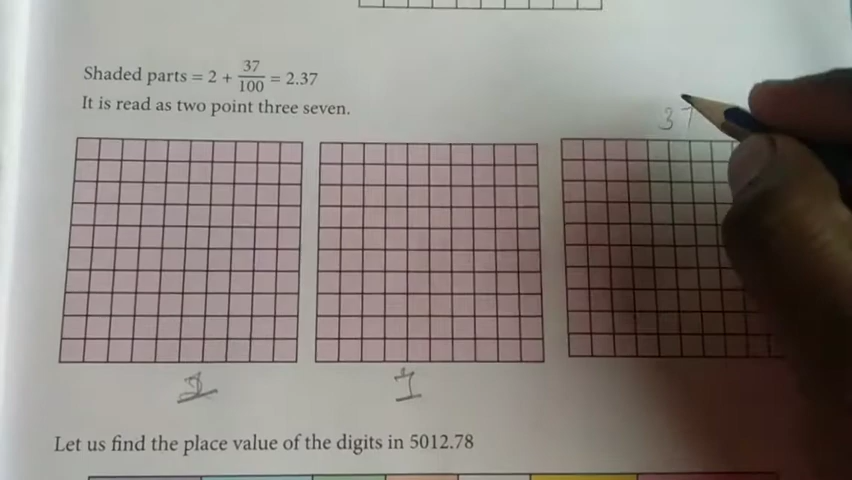 Shaded parts = 2 + 37/100 = 2.37
It is read as two point three seven.
37
1 1
Let us find the place value of the digits in 5012.78